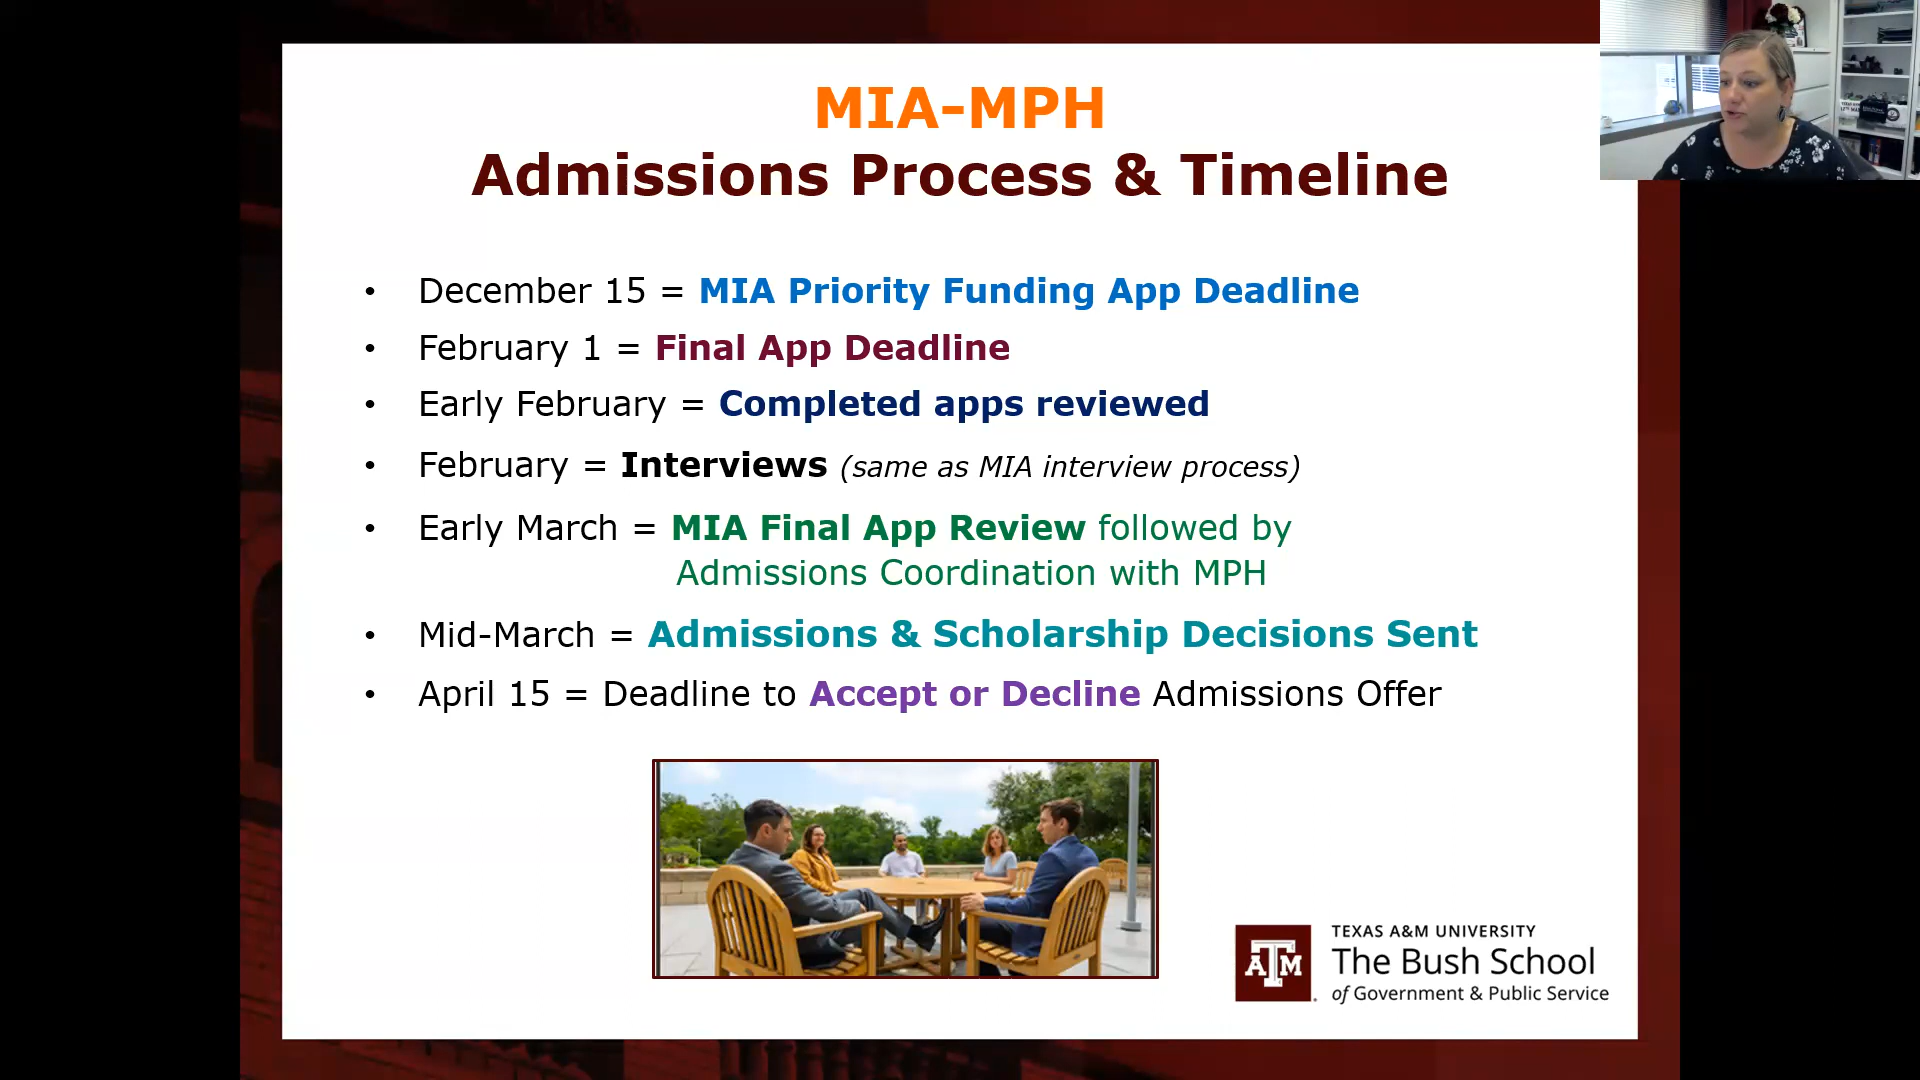 MIA-MPH
Admissions Process & Timeline
• December 15 = MIA Priority Funding App Deadline
• February 1 = Final App Deadline
• Early February = Completed apps reviewed
• February = Interviews (same as MIA interview process)
• Early March = MIA Final App Review followed by
Admissions Coordination with MPH
• Mid-March = Admissions & Scholarship Decisions Sent
• April 15 = Deadline to Accept or Decline Admissions Offer
ATM
TEXAS A&M UNIVERSITY
The Bush School
of Government & Public Service